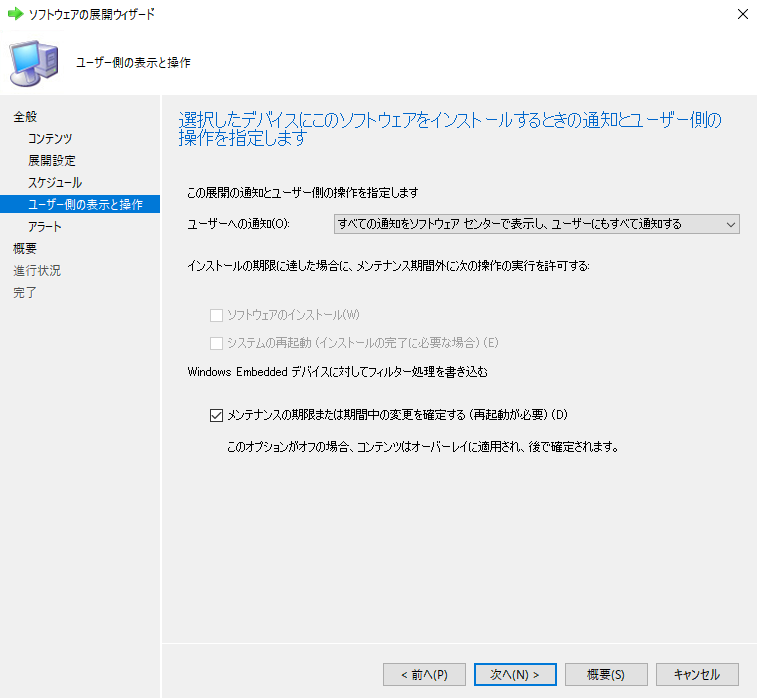 ソフトウェアの展開ウィザード
ユーザー側の表示と操作
全般
コンテンツ
展開設定
スケジュール
ユーザー側の表示と操作
アラート
概要
進行状況
完了
選択したデバイスにこのソフトウェアをインストールするときの通知とユーザー側の
操作を指定します
この展開の通知とユーザー側の操作を指定します
ユーザーへの通知(O):
すべての通知をソフトウェア センターで表示し、ユーザーにもすべて通知する
インストールの期限に達した場合に、メンテナンス期間外に次の操作の実行を許可する:
ソフトウェアのインストール(W)
システムの再起動 (インストールの完了に必要な場合) (E)
Windows Embedded デバイスに対してフィルター処理を書き込む
メンテナンスの期限または期間中の変更を確定する (再起動が必要) (D)
このオプションがオフの場合、コンテンツはオーバーレイに適用され、後で確定されます。
< 前へ(P)
次へ(N) >
概要(S)
キャンセル